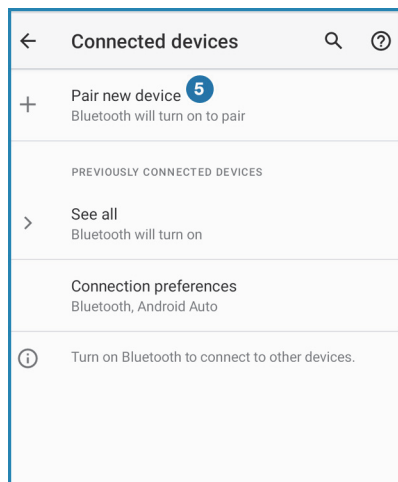 Connected devices
Pair new device 5
Bluetooth will turn on to pair
PREVIOUSLY CONNECTED DEVICES
See all
Bluetooth will turn on
Connection preferences
Bluetooth, Android Auto
Turn on Bluetooth to connect to other devices.